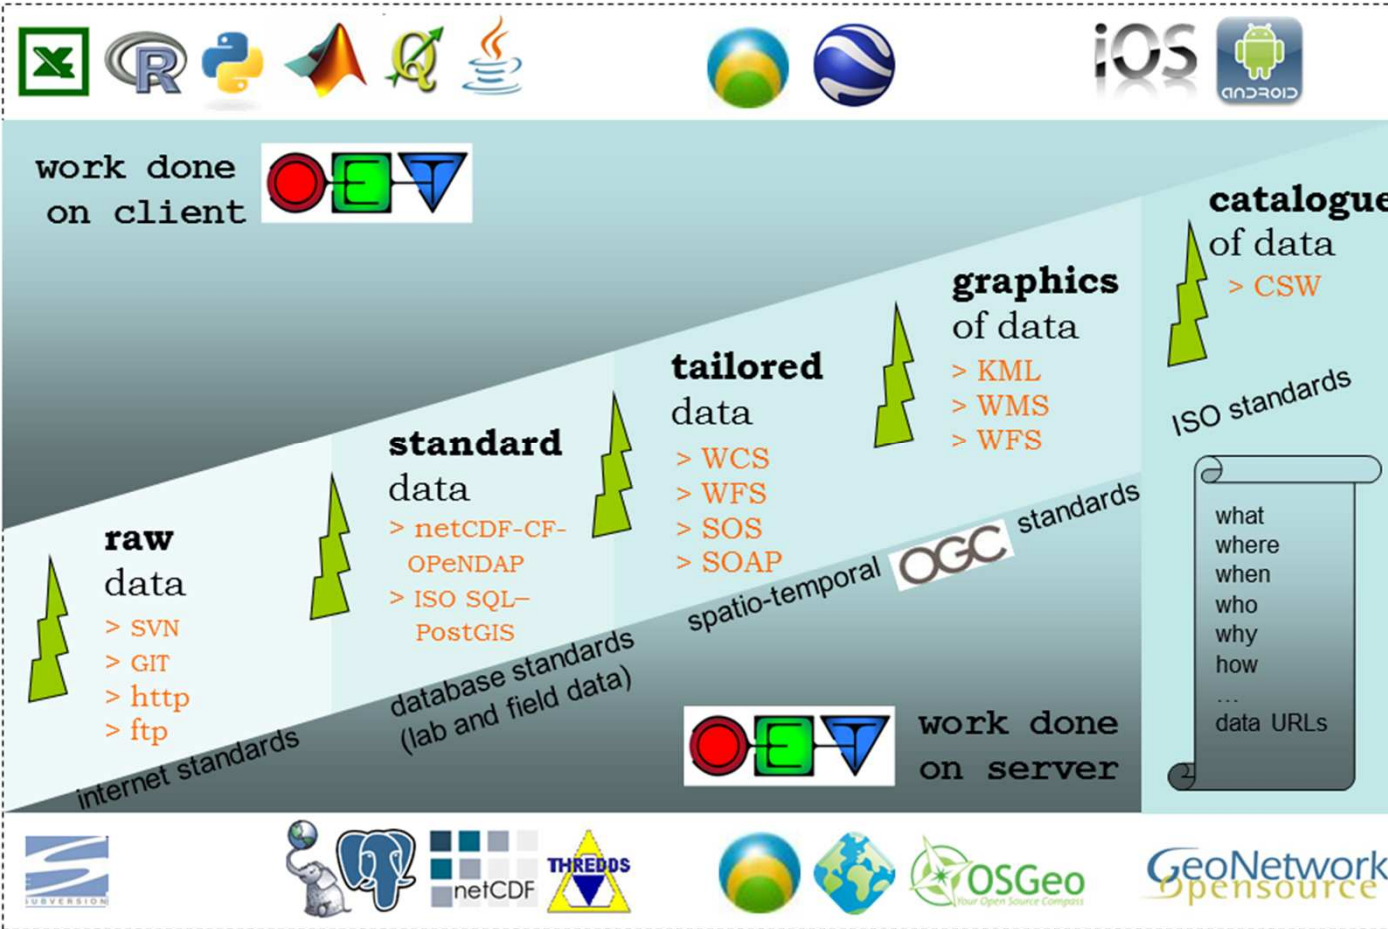 R
Q
iOS
ANDROID
work done
on client
O E T
catalogue
of data
> CSW
graphics
of data
> KML
> WMS
> WFS
ISO standards
tailored
data
> WCS
> WFS
> SOS
> SOAP
standard
data
> netCDF-CF-
OPeNDAP
> ISO SQL–
PostGIS
raw
data
> SVN
> GIT
> http
> ftp
internet standards
database standards
(lab and field data)
spatio-temporal OGC standards
what
where
when
who
why
how
...
data URLs
O E T
work done
on server
SUBVERSION
netCDF
THREDDS
OSGeo
Your Open Source Compass
GeoNetwork
Opensource